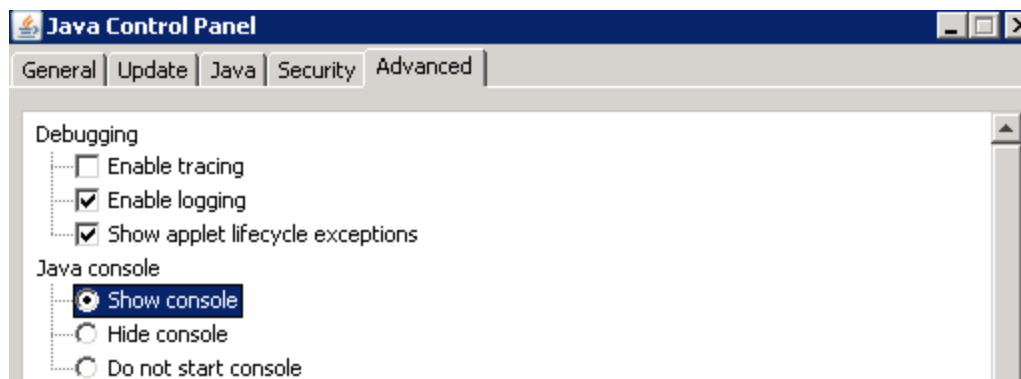 Java Control Panel
General Update Java Security Advanced
Debugging
Enable tracing
Enable logging
Show applet lifecycle exceptions
Java console
Show console
Hide console
Do not start console